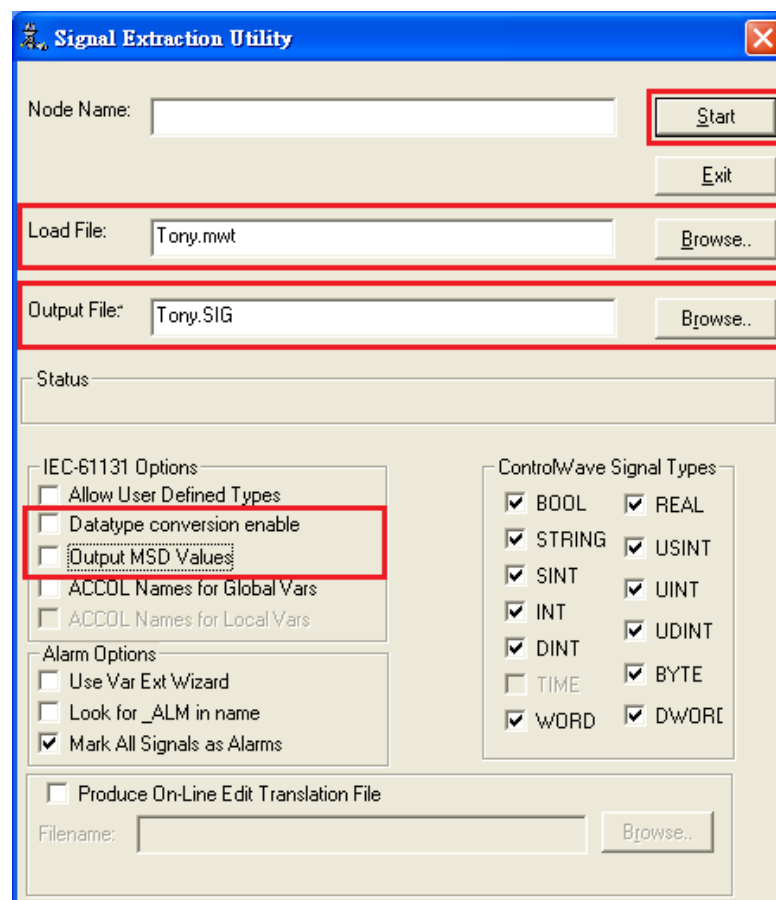 Signal Extraction Utility
Node Name:
Start
Exit
Load File: Tony.mwt Browse..
Output File:* Tony.SIG Browse..
Status
IEC-61131 Options
Allow User Defined Types
Datatype conversion enable
Output MSD Values
ACCOL Names for Global Vars
ACCOL Names for Local Vars
Alarm Options
Use Var Ext Wizard
Look for _ALM in name
Mark All Signals as Alarms
ControlWave Signal Types
BOOL REAL
STRING USINT
SINT UINT
INT UDINT
DINT BYTE
TIME DWORD
WORD
Produce On-Line Edit Translation File
Filename: Browse..